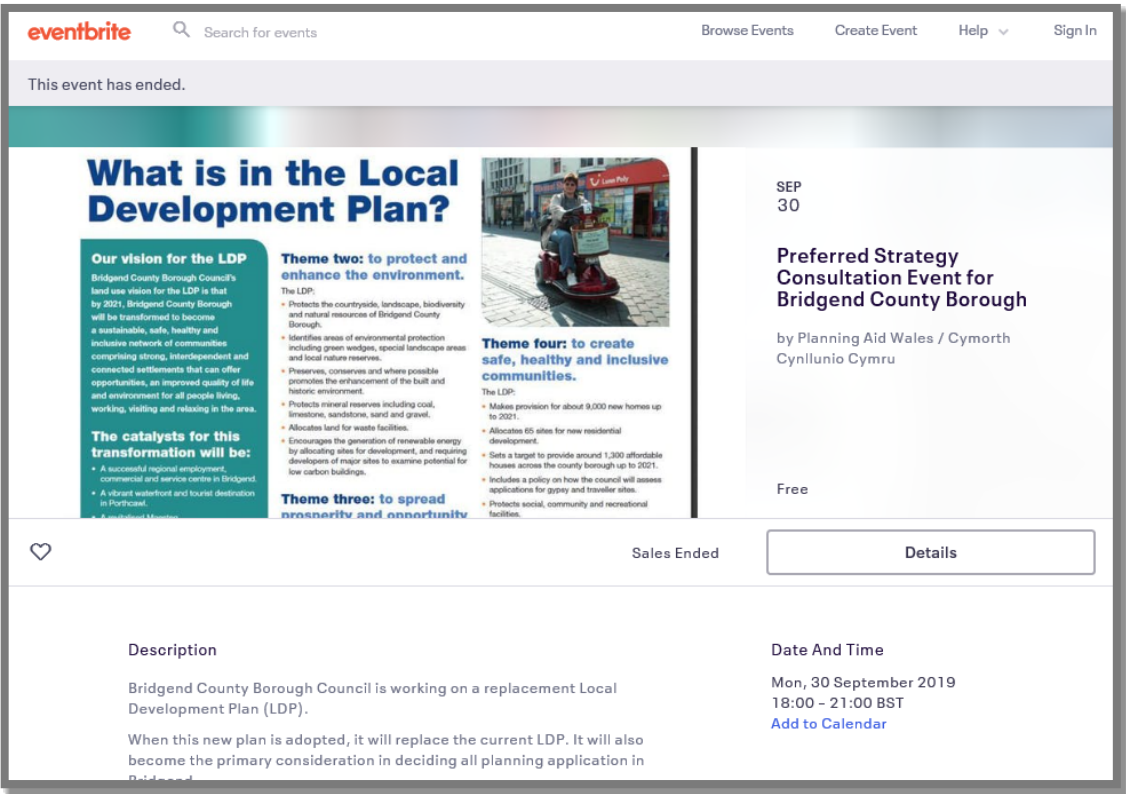 eventbrite
Search for events
Browse Events
Create Event
Help
Sign In
This event has ended.
What is in the Local
Development Plan?
Our vision for the LDP
Bridgend County Borough Council's
land use vision for the LDP is that
by 2021, Bridgend County Borough
will be transformed to become
a sustainable, safe, healthy and
inclusive network of communities
comprising strong, interdependent and
connected settlements that can offer
opportunities, an improved quality of life
and environment for all people living,
working, visiting and relaxing in the area.
The catalysts for this
transformation will be:
• A successful regional employment,
commercial and service centre in Bridgend.
• A vibrant waterfront and tourist destination
in Porthcawl.
• A revitalised Maesteg
Theme two: to protect and
enhance the environment.
The LDP:
• Protects the countryside, landscape, biodiversity
and natural resources of Bridgend County
Borough.
• Identifies areas of environmental protection
including green wedges, special landscape areas
and local nature reserves.
• Preserves, conserves and where possible
promotes the enhancement of the built and
historic environment.
• Protects mineral reserves including coal,
limestone, sandstone, sand and gravel.
• Allocates land for waste facilities.
• Encourages the generation of renewable energy
by allocating sites for development, and requiring
developers of major sites to examine potential for
low carbon buildings.
Theme three: to spread
prosperity and opportunity
Lunn Poly
Theme four: to create
safe, healthy and inclusive
communities.
The LDP:
• Makes provision for about 9,000 new homes up
to 2021.
• Allocates 65 sites for new residential
development.
• Sets a target to provide around 1,300 affordable
houses across the county borough up to 2021.
• Includes a policy on how the council will assess
applications for gypsy and traveller sites.
• Protects social, community and recreational
facilities.
SEP
30
Preferred Strategy
Consultation Event for
Bridgend County Borough
by Planning Aid Wales / Cymorth
Cynllunio Cymru
Free
Sales Ended
Details
Description
Bridgend County Borough Council is working on a replacement Local
Development Plan (LDP).
When this new plan is adopted, it will replace the current LDP. It will also
become the primary consideration in deciding all planning application in
Bridgend
Date And Time
Mon, 30 September 2019
18:00 – 21:00 BST
Add to Calendar